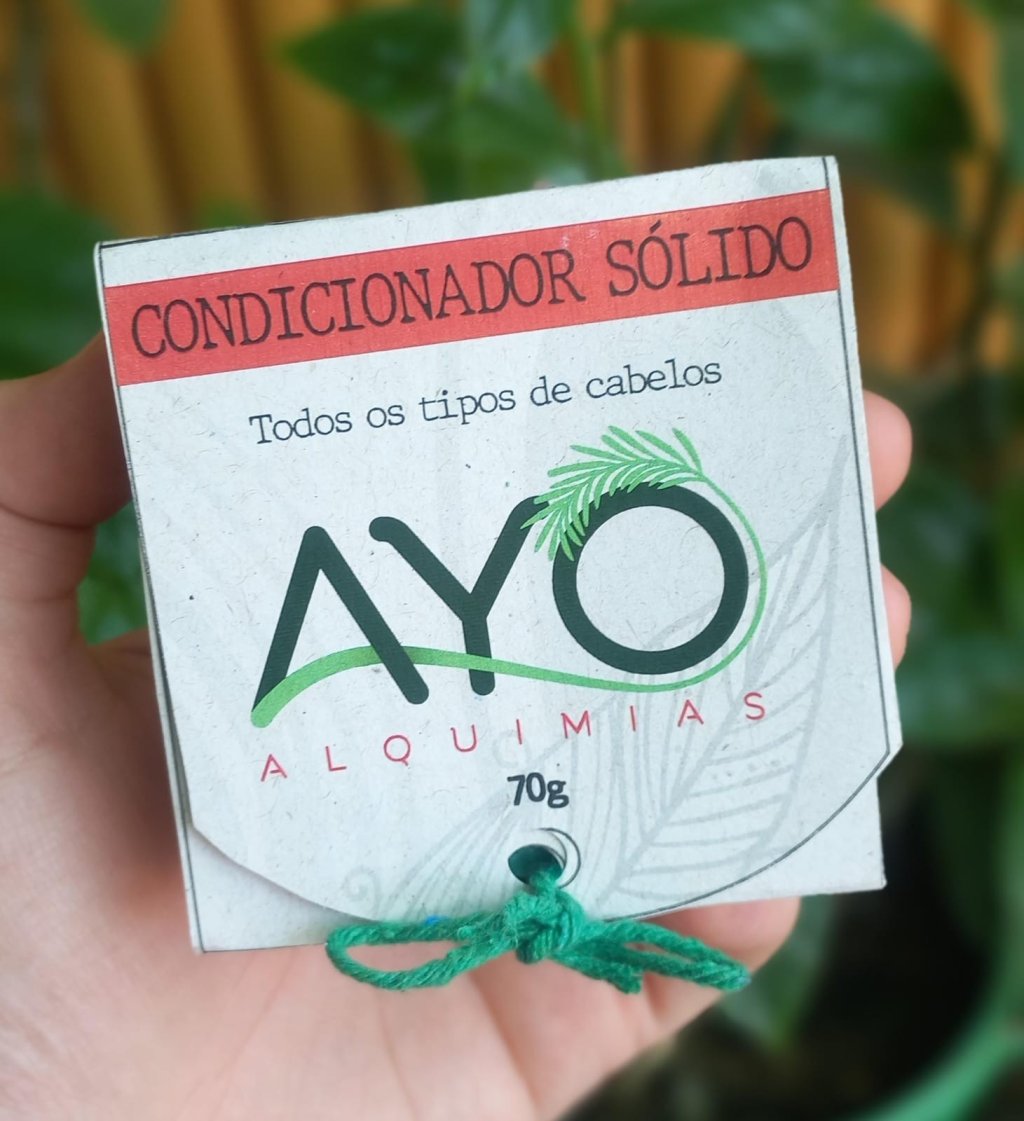 CONDICIONADOR SÓLIDO
Todos os tipos de cabelos
AYO
ALQUIMIAS
70g